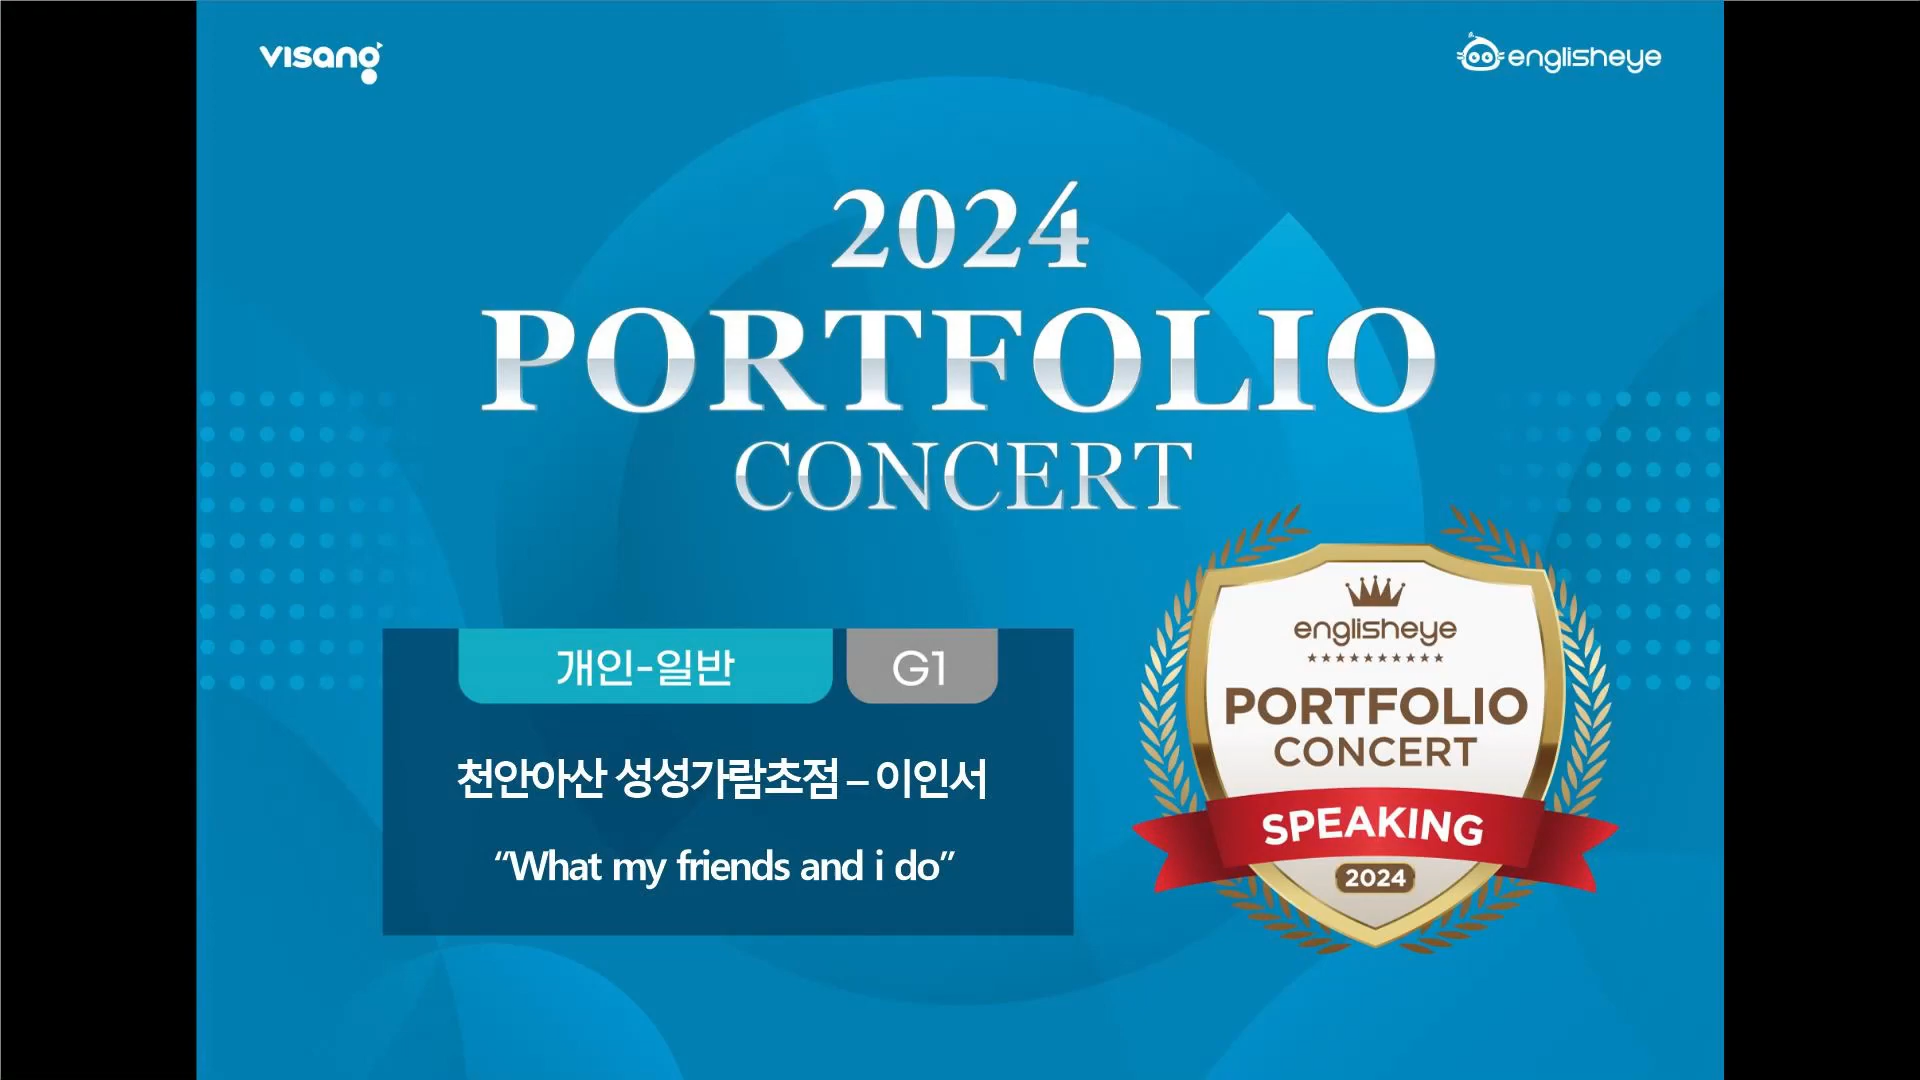 visang
englisheye
2024
PORTFOLIO
CONCERT
개인-일반
G1
천안아산 성성가람초점 – 이인서
“What my friends and i do”
englisheye
PORTFOLIO
CONCERT
SPEAKING
2024